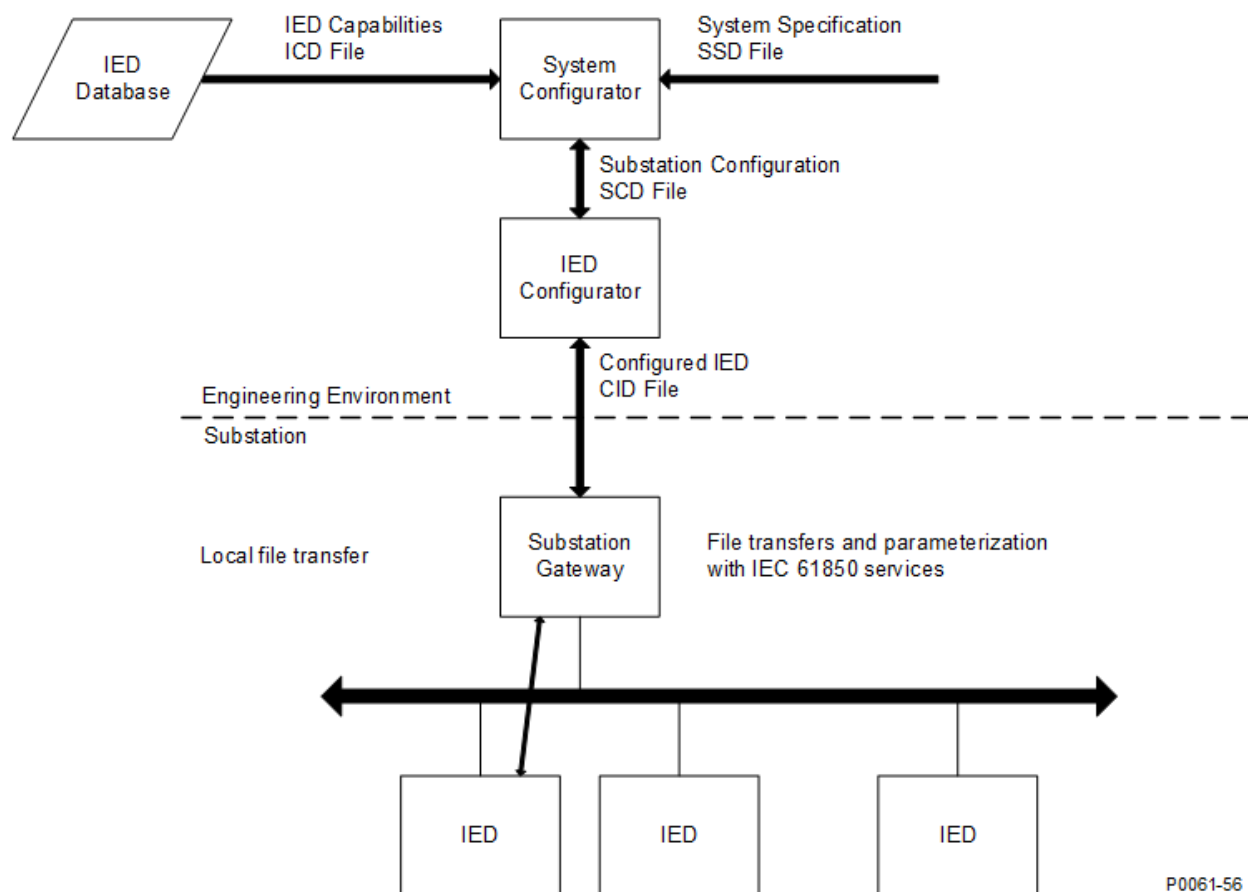 IED Capabilities
ICD File
System Specification
SSD File
IED
Database
System
Configurator
Substation Configuration
SCD File
IED
Configurator
Configured IED
CID File
Engineering Environment
Substation
Local file transfer
Substation
Gateway
File transfers and parameterization
with IEC 61850 services
IED
IED
IED
P0061-56